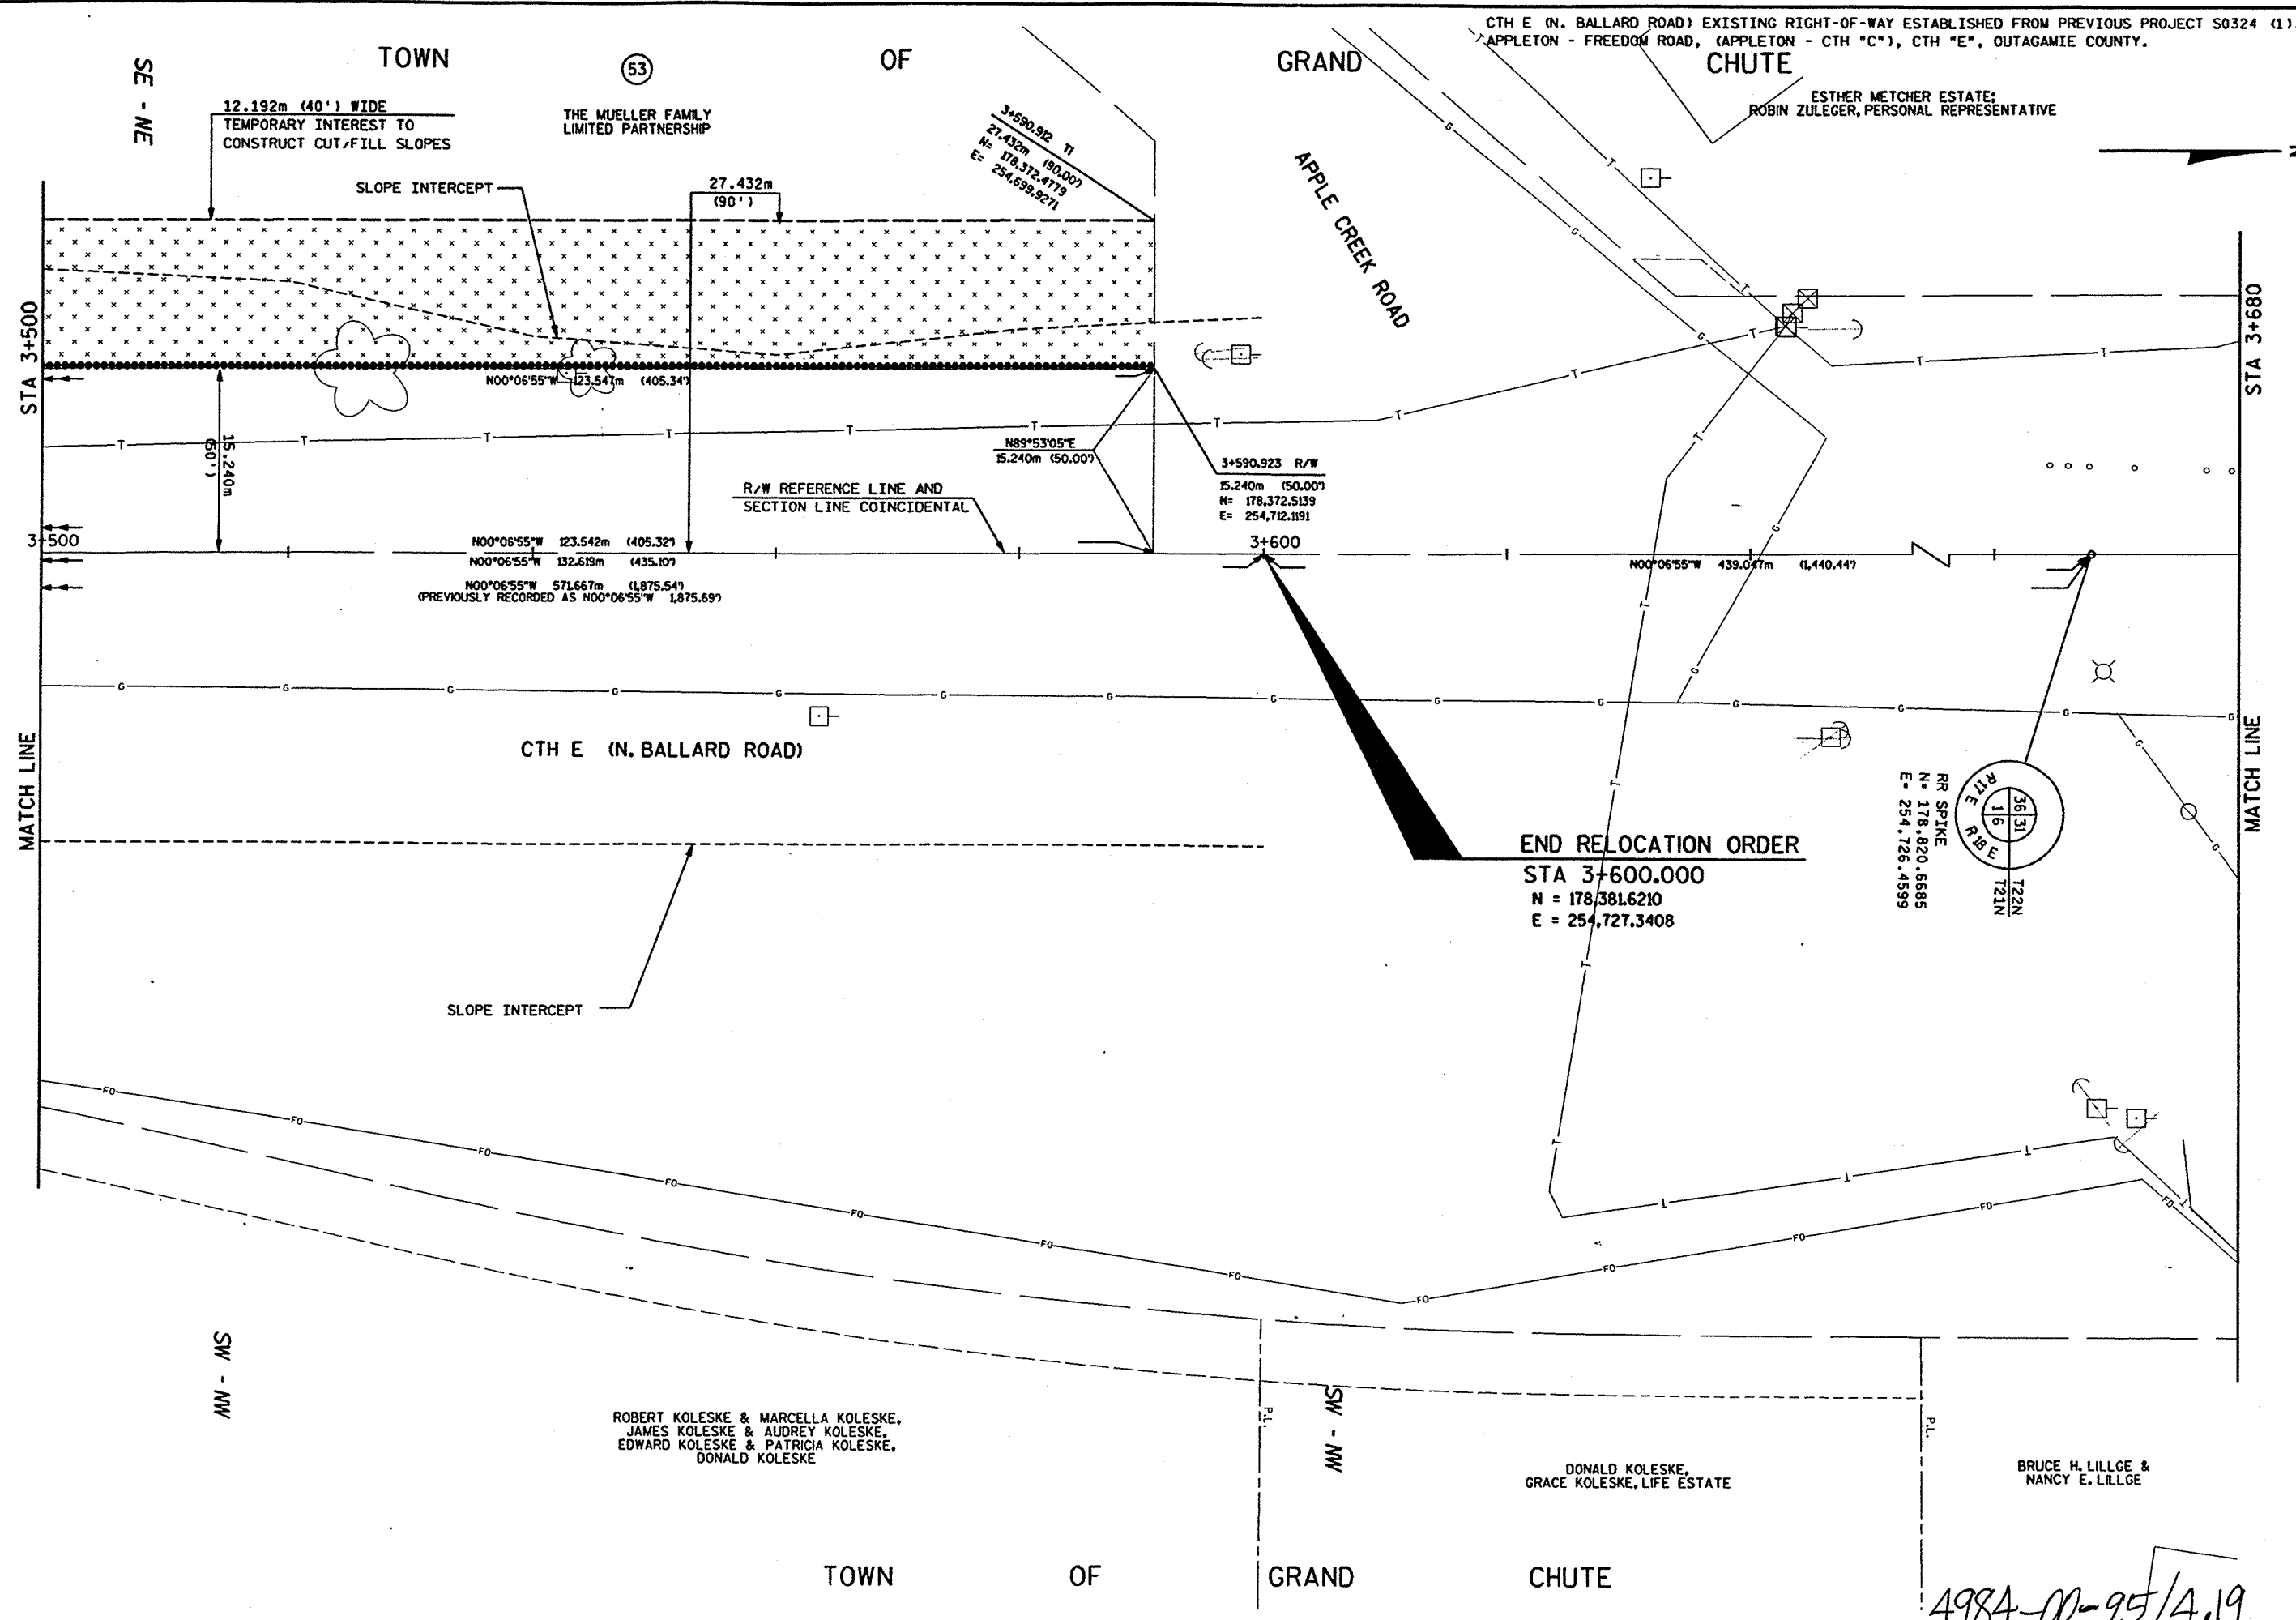 CTH E (N. BALLARD ROAD) EXISTING RIGHT-OF-WAY ESTABLISHED FROM PREVIOUS PROJECT S0324 (1).
APPLETON - FREEDOM ROAD, (APPLETON - CTH "C"), CTH "E", OUTAGAMIE COUNTY.
TOWN OF GRAND CHUTE
SE - NE
53
THE MUELLER FAMILY
LIMITED PARTNERSHIP
ESTHER METCHER ESTATE;
ROBIN ZULEGER, PERSONAL REPRESENTATIVE
12.192m (40') WIDE
TEMPORARY INTEREST TO
CONSTRUCT CUT/FILL SLOPES
SLOPE INTERCEPT
27.432m
(90')
3+590.912 TI
27.432m (90.00')
N= 178,372.4779
E= 254,699.9271
APPLE CREEK ROAD
N
STA 3+500
STA 3+680
N00°06'55"W 123.547m (405.34')
15.240m
(50')
N89°53'05"E
15.240m (50.00')
3+590.923 R/W
15.240m (50.00')
N= 178,372.5139
E= 254,712.1191
R/W REFERENCE LINE AND
SECTION LINE COINCIDENTAL
3+500
3+600
N00°06'55"W 123.542m (405.32')
N00°06'55"W 132.619m (435.10')
N00°06'55"W 571.667m (1,875.54')
(PREVIOUSLY RECORDED AS N00°06'55"W 1,875.69')
N00°06'55"W 439.047m (1,440.44')
CTH E (N. BALLARD ROAD)
MATCH LINE
MATCH LINE
END RELOCATION ORDER
STA 3+600.000
N = 178,381.6210
E = 254,727.3408
RR SPIKE
N= 178,820.6685
E= 254,726.4599
R17E R18E
36 31
1 6
T22N
T21N
SLOPE INTERCEPT
SW - NW
SW - NW
P.L.
P.L.
ROBERT KOLESKE & MARCELLA KOLESKE,
JAMES KOLESKE & AUDREY KOLESKE,
EDWARD KOLESKE & PATRICIA KOLESKE,
DONALD KOLESKE
DONALD KOLESKE,
GRACE KOLESKE, LIFE ESTATE
BRUCE H. LILLGE &
NANCY E. LILLGE
TOWN OF GRAND CHUTE
4984-00-95/4.19